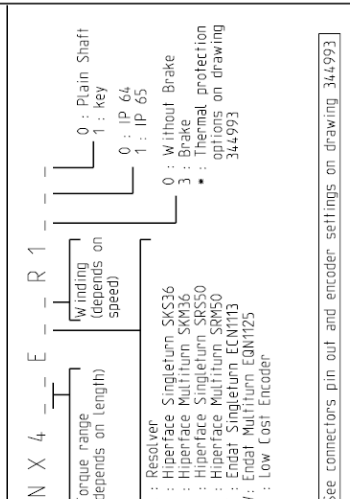 N X 4 _ _ E _ _ R 1 _ _ _
orque range
depends on length)
Winding
(depends on
speed)
0 : Plain Shaft
1 : key
0 : IP 64
1 : IP 65
0 : Without Brake
3 : Brake
* : Thermal protection
options on drawing
344993
: Resolver
: Hiperface Singleturn SKS36
: Hiperface Multiturn SKM36
: Hiperface Singleturn SRS50
: Hiperface Multiturn SRM50
: Endat Singleturn ECN1113
: Endat Multiturn EQN1125
: Low Cost Encoder
See connectors pin out and encoder settings on drawing 344993